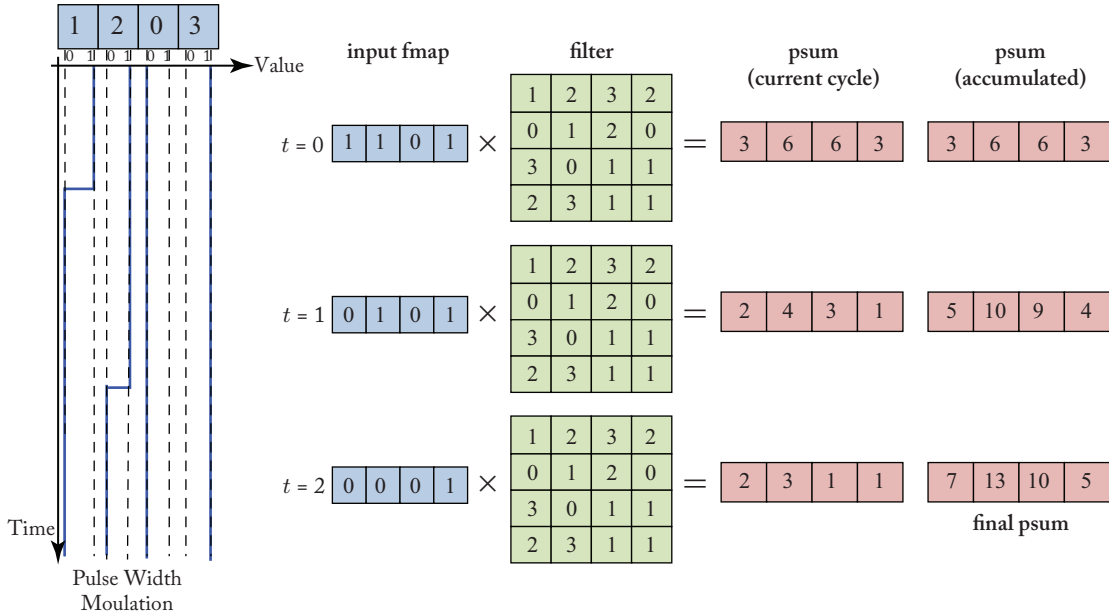 1 2 0 3
0 1 0 1 0 1 0 1
Value
Time
Pulse Width
Moulation
input fmap
filter
psum
(current cycle)
psum
(accumulated)
t = 0
1 1 0 1
×
1 2 3 2
0 1 2 0
3 0 1 1
2 3 1 1
=
3 6 6 3
3 6 6 3
t = 1
0 1 0 1
×
1 2 3 2
0 1 2 0
3 0 1 1
2 3 1 1
=
2 4 3 1
5 10 9 4
t = 2
0 0 0 1
×
1 2 3 2
0 1 2 0
3 0 1 1
2 3 1 1
=
2 3 1 1
7 13 10 5
final psum